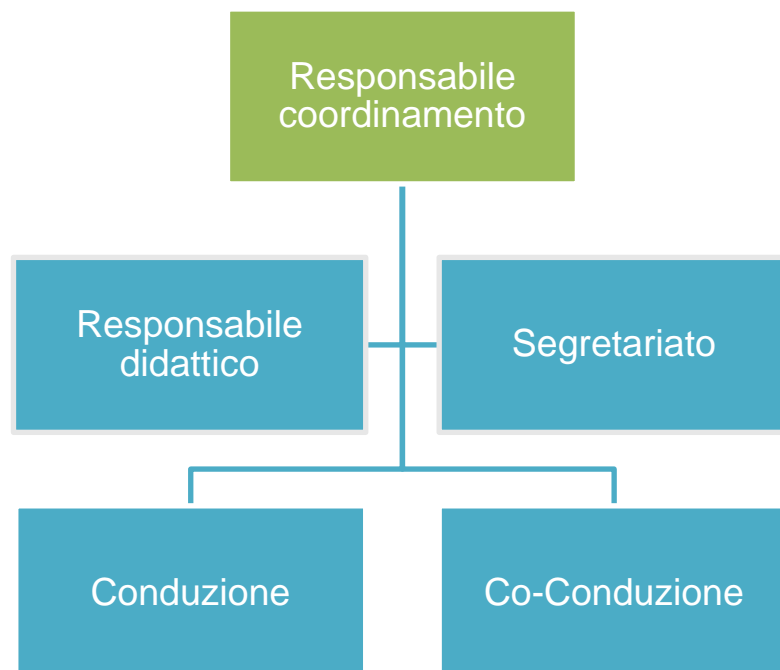 Responsabile
coordinamento
Responsabile
didattico
Segretariato
Conduzione
Co-Conduzione